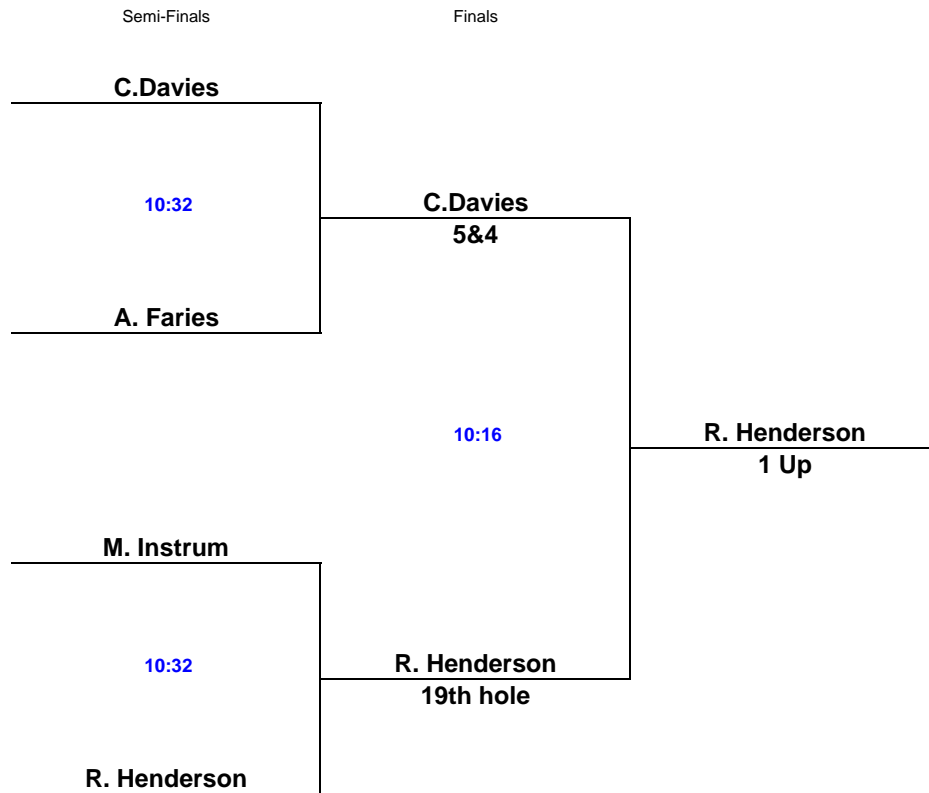 Semi-Finals
Finals
C.Davies
10:32
C.Davies
5&4
A. Faries
10:16
R. Henderson
1 Up
M. Instrum
10:32
R. Henderson
19th hole
R. Henderson